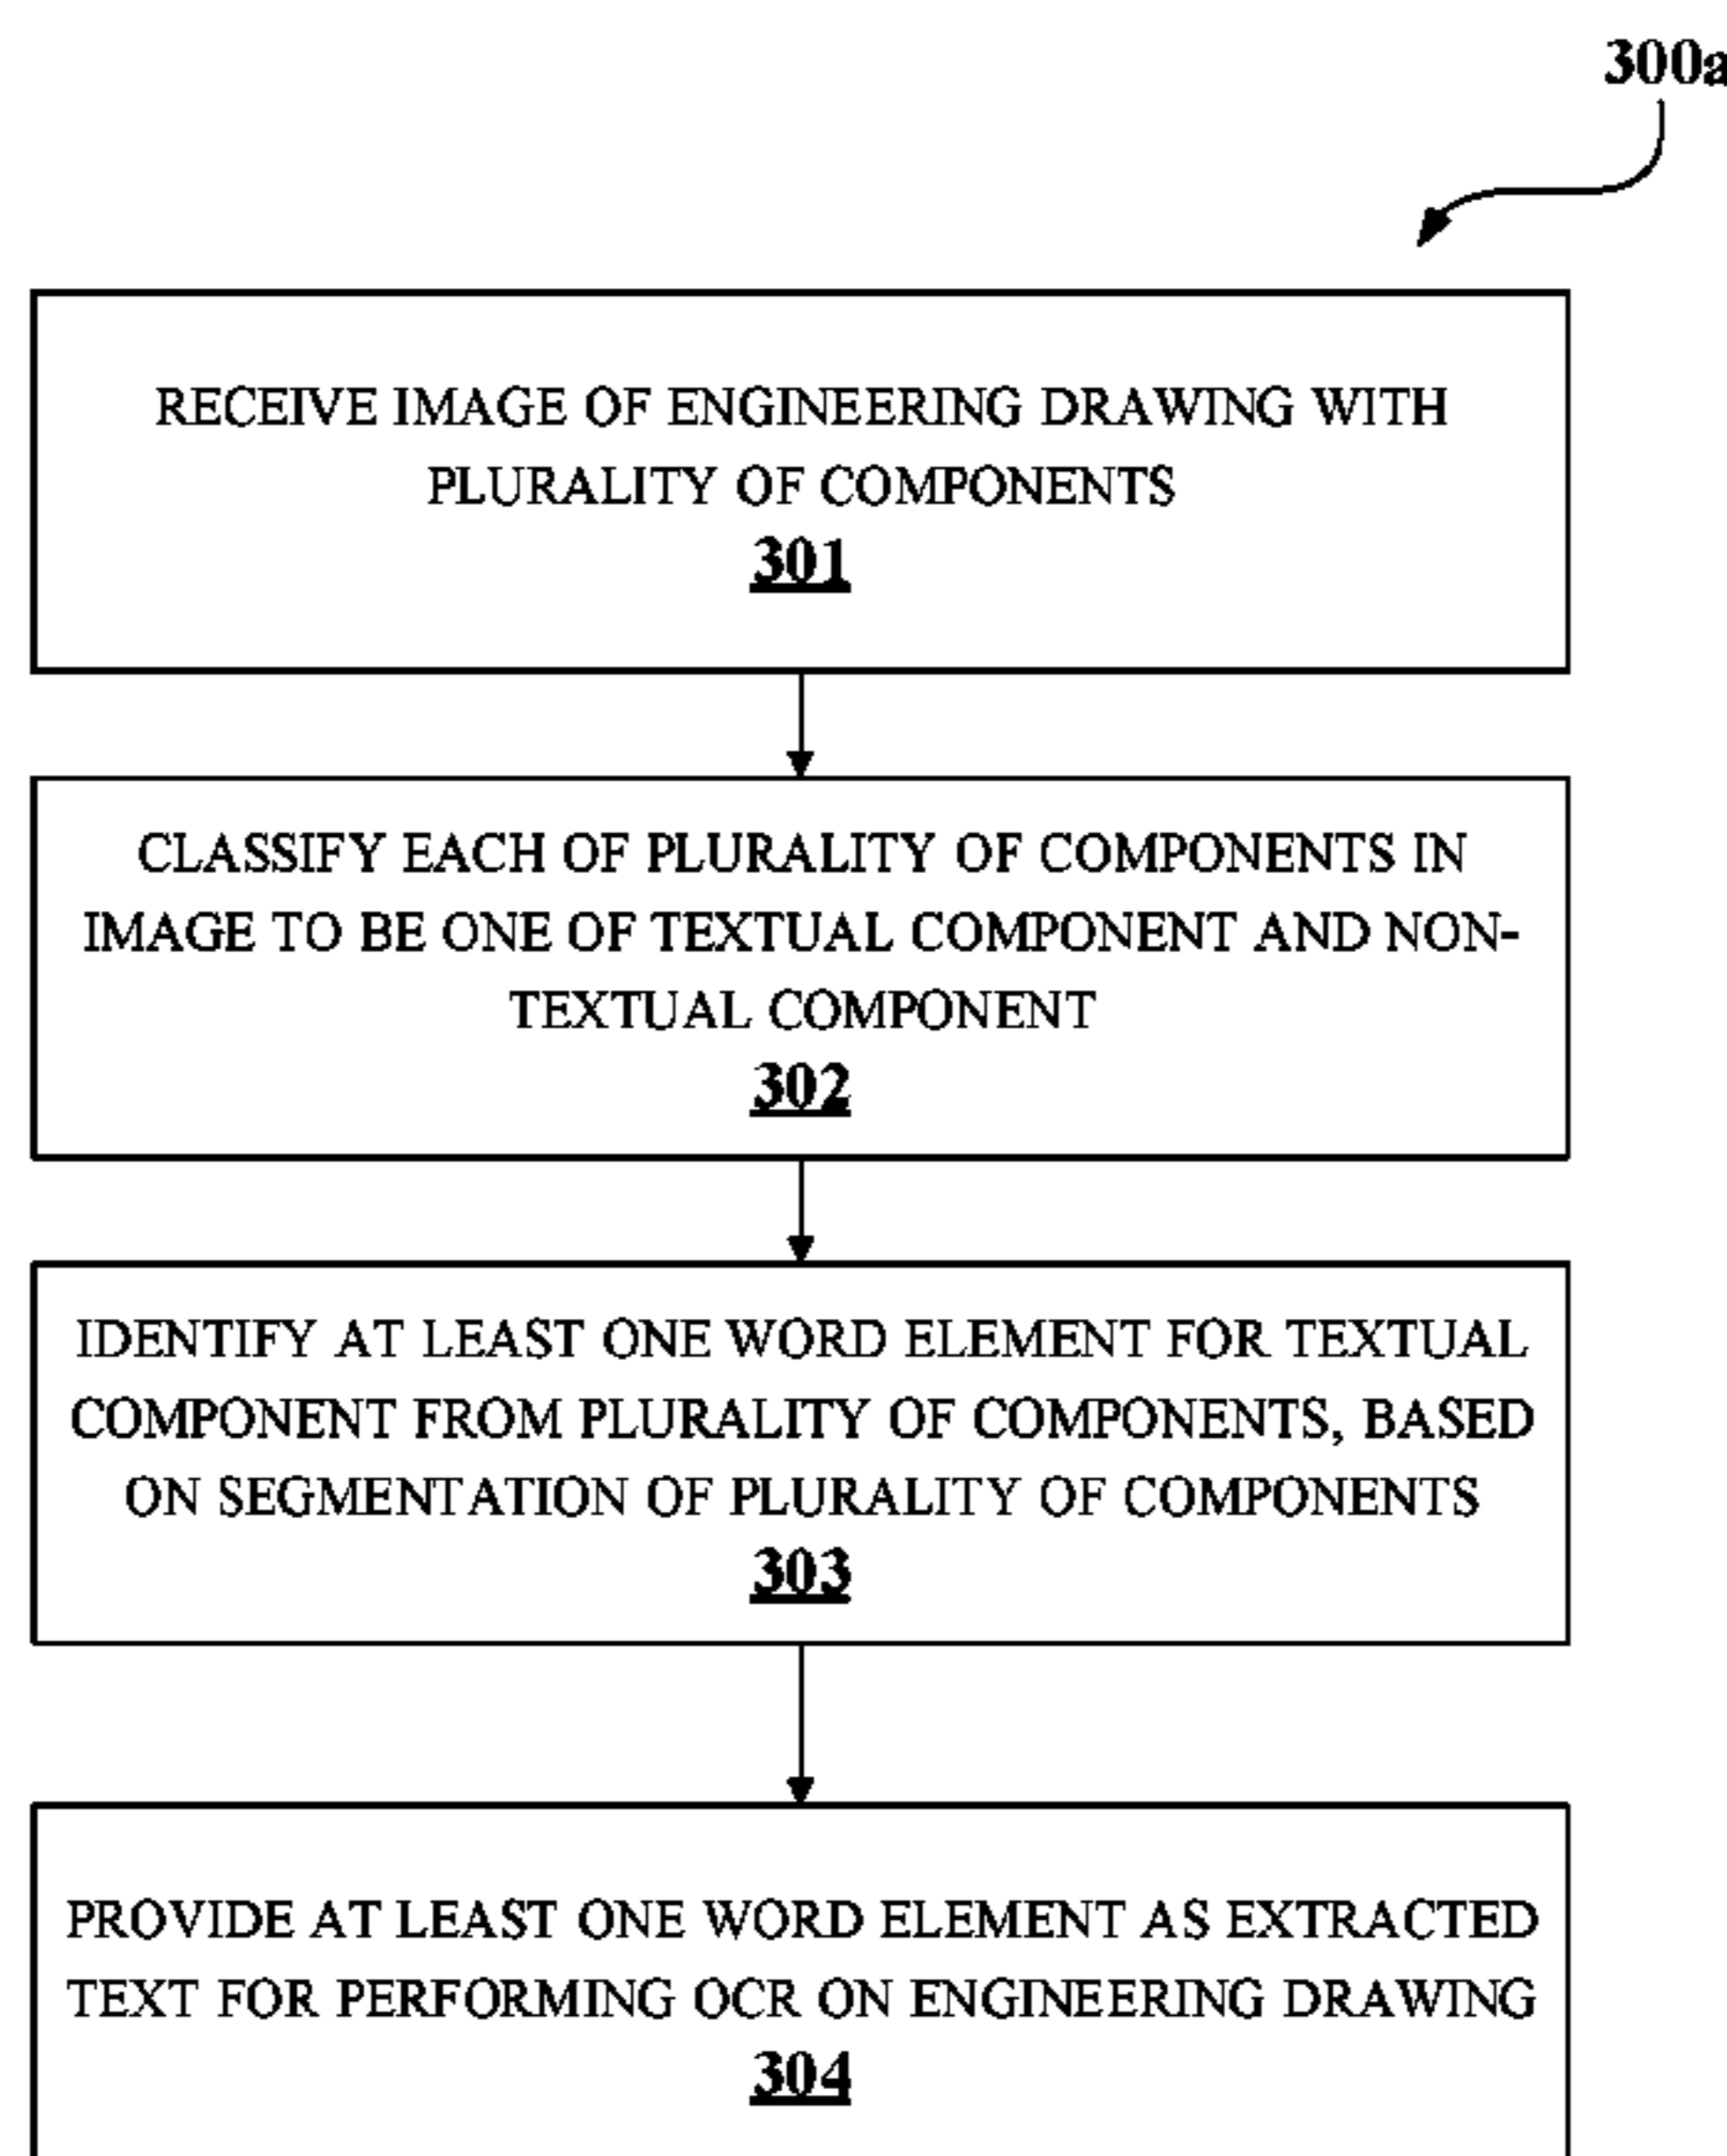 300a
RECEIVE IMAGE OF ENGINEERING DRAWING WITH
PLURALITY OF COMPONENTS
301
CLASSIFY EACH OF PLURALITY OF COMPONENTS IN
IMAGE TO BE ONE OF TEXTUAL COMPONENT AND NON-
TEXTUAL COMPONENT
302
IDENTIFY AT LEAST ONE WORD ELEMENT FOR TEXTUAL
COMPONENT FROM PLURALITY OF COMPONENTS, BASED
ON SEGMENTATION OF PLURALITY OF COMPONENTS
303
PROVIDE AT LEAST ONE WORD ELEMENT AS EXTRACTED
TEXT FOR PERFORMING OCR ON ENGINEERING DRAWING
304